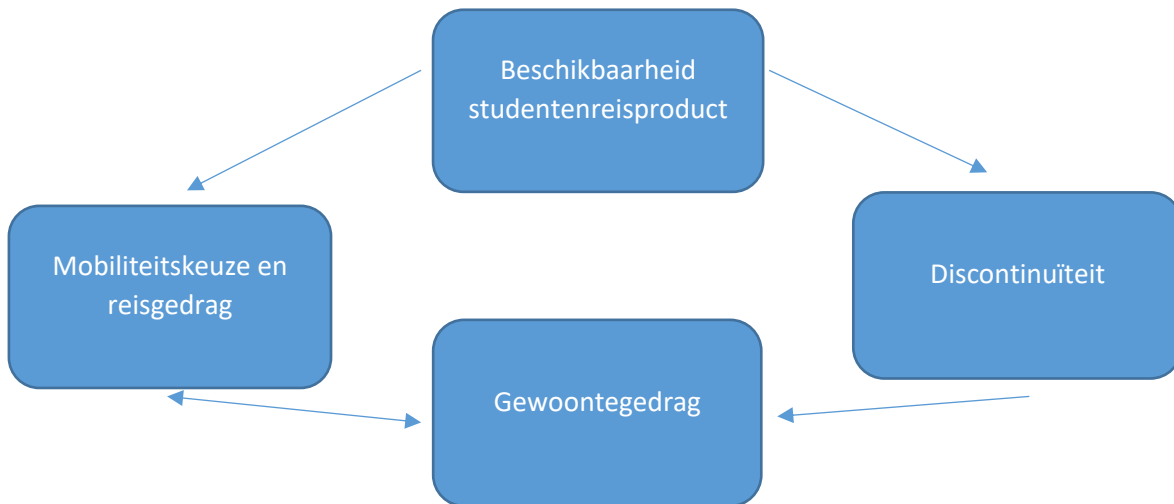 Beschikbaarheid
studentenreisproduct
Mobiliteitskeuze en
reisgedrag
Discontinuïteit
Gewoontegedrag